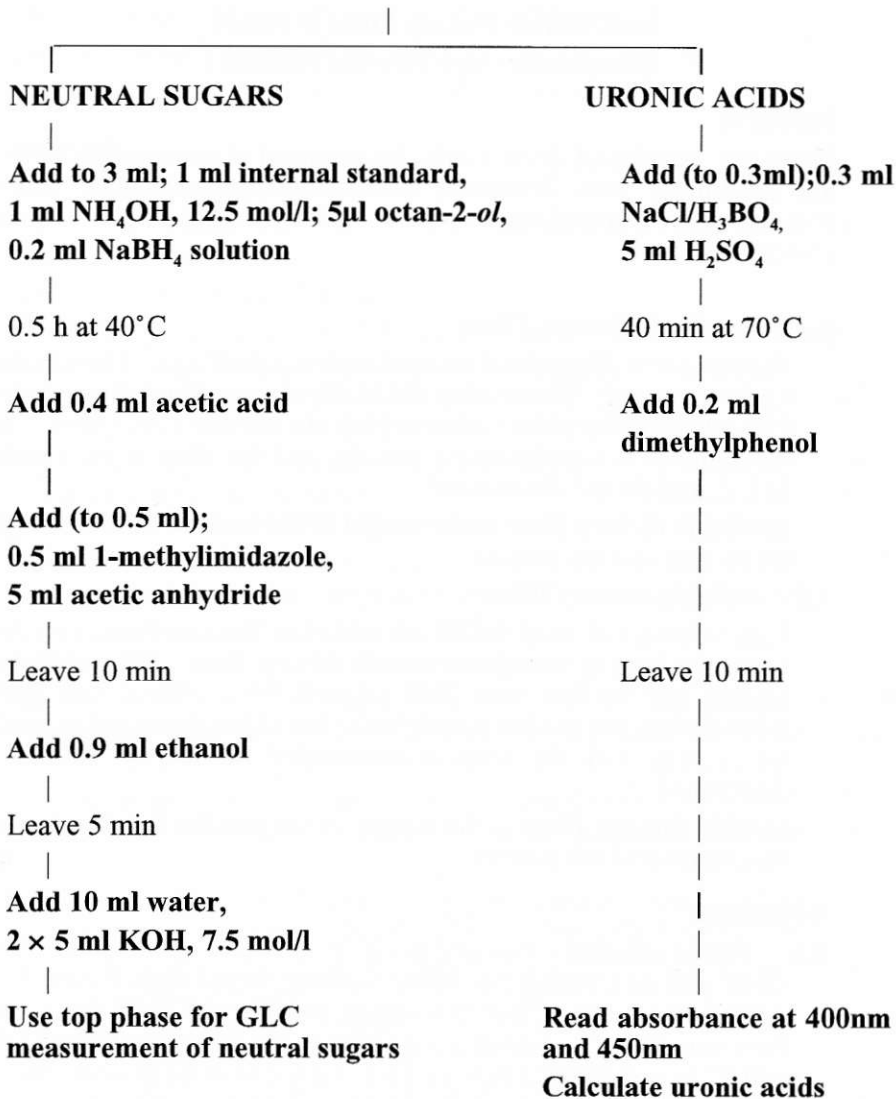 NEUTRAL SUGARS
Add to 3 ml; 1 ml internal standard,
1 ml NH₄OH, 12.5 mol/l; 5µl octan-2-ol,
0.2 ml NaBH₄ solution
0.5 h at 40°C
Add 0.4 ml acetic acid
Add (to 0.5 ml);
0.5 ml 1-methylimidazole,
5 ml acetic anhydride
Leave 10 min
Add 0.9 ml ethanol
Leave 5 min
Add 10 ml water,
2 × 5 ml KOH, 7.5 mol/l
Use top phase for GLC
measurement of neutral sugars
URONIC ACIDS
Add (to 0.3ml);0.3 ml
NaCl/H₃BO₄,
5 ml H₂SO₄
40 min at 70°C
Add 0.2 ml
dimethylphenol
Leave 10 min
Read absorbance at 400nm
and 450nm
Calculate uronic acids